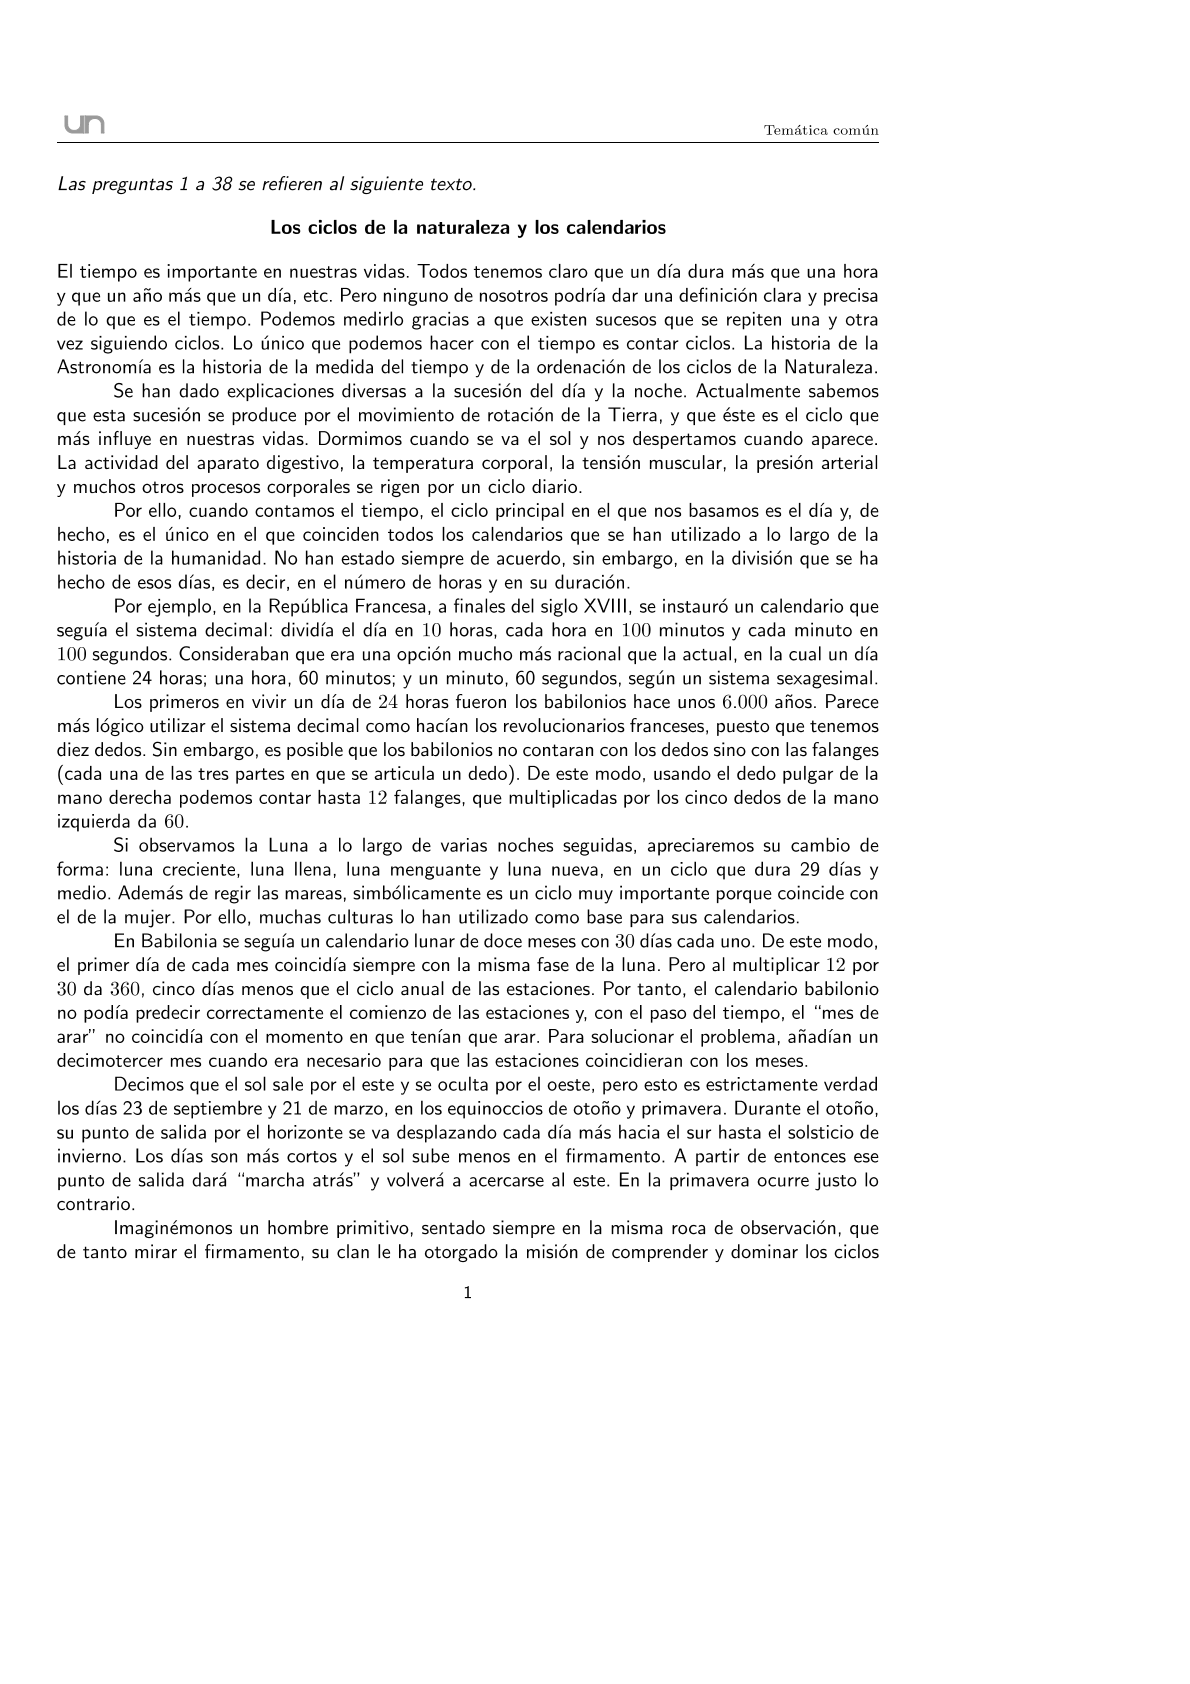 un
Temática común
Las preguntas 1 a 38 se refieren al siguiente texto.
Los ciclos de la naturaleza y los calendarios
El tiempo es importante en nuestras vidas. Todos tenemos claro que un día dura más que una hora
y que un año más que un día, etc. Pero ninguno de nosotros podría dar una definición clara y precisa
de lo que es el tiempo. Podemos medirlo gracias a que existen sucesos que se repiten una y otra
vez siguiendo ciclos. Lo único que podemos hacer con el tiempo es contar ciclos. La historia de la
Astronomía es la historia de la medida del tiempo y de la ordenación de los ciclos de la Naturaleza.
Se han dado explicaciones diversas a la sucesión del día y la noche. Actualmente sabemos
que esta sucesión se produce por el movimiento de rotación de la Tierra, y que éste es el ciclo que
más influye en nuestras vidas. Dormimos cuando se va el sol y nos despertamos cuando aparece.
La actividad del aparato digestivo, la temperatura corporal, la tensión muscular, la presión arterial
y muchos otros procesos corporales se rigen por un ciclo diario.
Por ello, cuando contamos el tiempo, el ciclo principal en el que nos basamos es el día y, de
hecho, es el único en el que coinciden todos los calendarios que se han utilizado a lo largo de la
historia de la humanidad. No han estado siempre de acuerdo, sin embargo, en la división que se ha
hecho de esos días, es decir, en el número de horas y en su duración.
Por ejemplo, en la República Francesa, a finales del siglo XVIII, se instauró un calendario que
seguía el sistema decimal: dividía el día en 10 horas, cada hora en 100 minutos y cada minuto en
100 segundos. Consideraban que era una opción mucho más racional que la actual, en la cual un día
contiene 24 horas; una hora, 60 minutos; y un minuto, 60 segundos, según un sistema sexagesimal.
Los primeros en vivir un día de 24 horas fueron los babilonios hace unos 6.000 años. Parece
más lógico utilizar el sistema decimal como hacían los revolucionarios franceses, puesto que tenemos
diez dedos. Sin embargo, es posible que los babilonios no contaran con los dedos sino con las falanges
(cada una de las tres partes en que se articula un dedo). De este modo, usando el dedo pulgar de la
mano derecha podemos contar hasta 12 falanges, que multiplicadas por los cinco dedos de la mano
izquierda da 60.
Si observamos la Luna a lo largo de varias noches seguidas, apreciaremos su cambio de
forma: luna creciente, luna llena, luna menguante y luna nueva, en un ciclo que dura 29 días y
medio. Además de regir las mareas, simbólicamente es un ciclo muy importante porque coincide con
el de la mujer. Por ello, muchas culturas lo han utilizado como base para sus calendarios.
En Babilonia se seguía un calendario lunar de doce meses con 30 días cada uno. De este modo,
el primer día de cada mes coincidía siempre con la misma fase de la luna. Pero al multiplicar 12 por
30 da 360, cinco días menos que el ciclo anual de las estaciones. Por tanto, el calendario babilonio
no podía predecir correctamente el comienzo de las estaciones y, con el paso del tiempo, el “mes de
arar” no coincidía con el momento en que tenían que arar. Para solucionar el problema, añadían un
decimotercer mes cuando era necesario para que las estaciones coincidieran con los meses.
Decimos que el sol sale por el este y se oculta por el oeste, pero esto es estrictamente verdad
los días 23 de septiembre y 21 de marzo, en los equinoccios de otoño y primavera. Durante el otoño,
su punto de salida por el horizonte se va desplazando cada día más hacia el sur hasta el solsticio de
invierno. Los días son más cortos y el sol sube menos en el firmamento. A partir de entonces ese
punto de salida dará “marcha atrás” y volverá a acercarse al este. En la primavera ocurre justo lo
contrario.
Imaginémonos un hombre primitivo, sentado siempre en la misma roca de observación, que
de tanto mirar el firmamento, su clan le ha otorgado la misión de comprender y dominar los ciclos
1